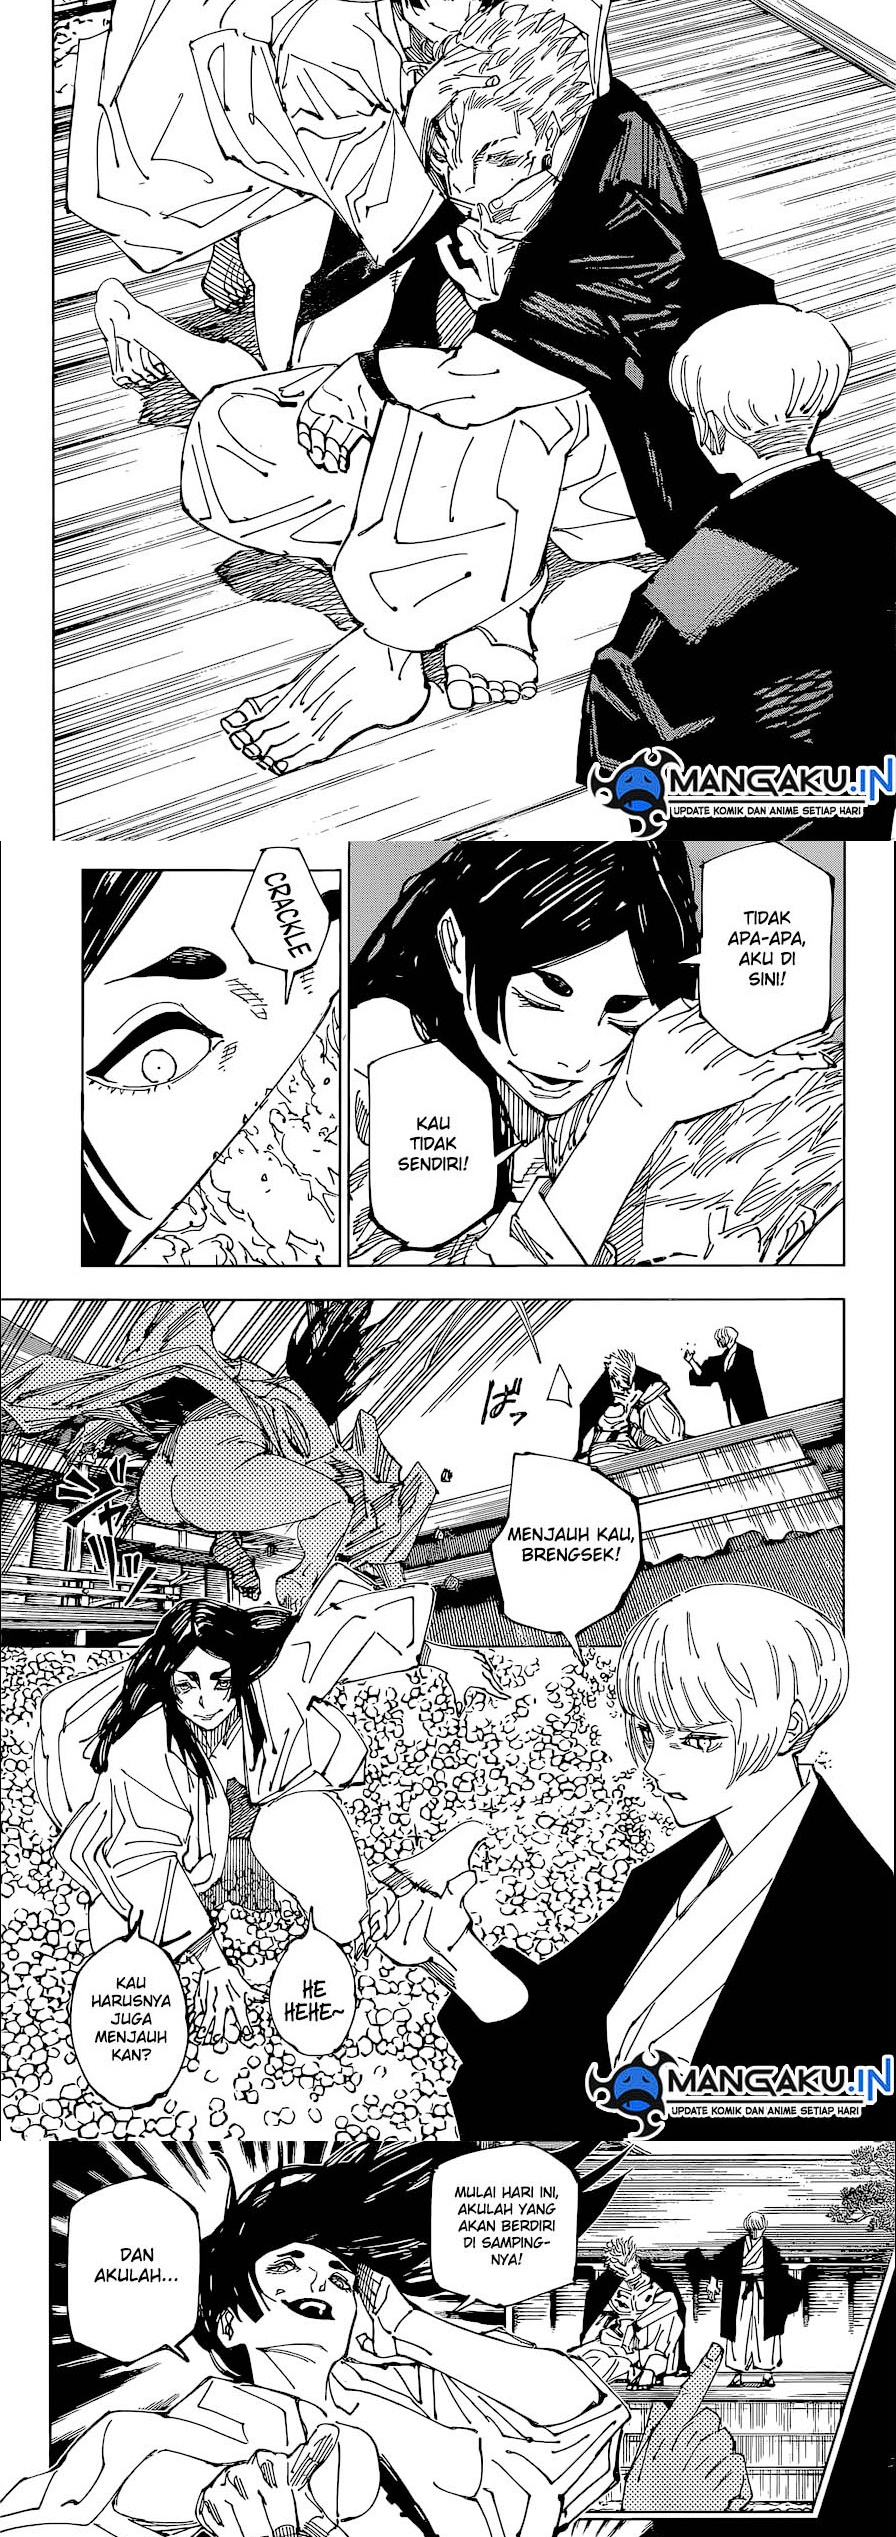 MANGAKU.IN
UPDATE KOMIK DAN ANIME SETIAP HARI
TIDAK
APA-APA,
AKU DI
SINI!
KAU
TIDAK
SENDIRI!
CRACKLE
ばっ
MENJAUH KAU,
BRENGSEK!
HE
HEHE~
KAU
HARUSNYA
JUGA
MENJAUH
KAN?
MANGAKU.IN
UPDATE KOMIK DAN ANIME SETIAP HARI
MULAI HARI INI,
AKULAH YANG
AKAN BERDIRI
DI SAMPING-
NYA!
DAN
AKULAH...